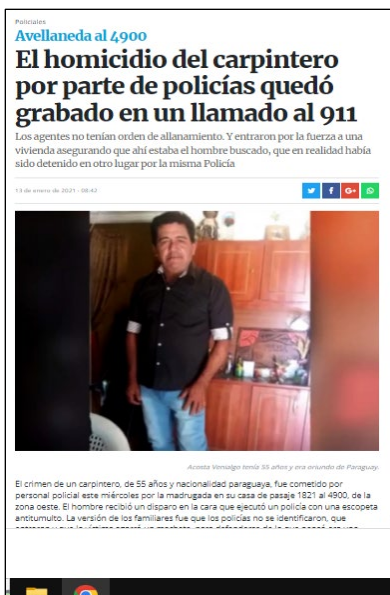 Policiales
Avellaneda al 4900
El homicidio del carpintero
por parte de policías quedó
grabado en un llamado al 911
Los agentes no tenían orden de allanamiento. Y entraron por la fuerza a una
vivienda asegurando que ahí estaba el hombre buscado, que en realidad había
sido detenido en otro lugar por la misma Policía
13 de enero de 2021 - 08:42
Acosta Versalgo tenía 55 años y era oriundo de Paraguay.
El crimen de un carpintero, de 55 años y nacionalidad paraguaya, fue cometido por
personal policial este miércoles por la madrugada en su casa de pasaje 1821 al 4900, de la
zona oeste. El hombre recibió un disparo en la cara que ejecutó un policía con una escopeta
antitumulto. La versión de los familiares fue que los policías no se identificaron, que